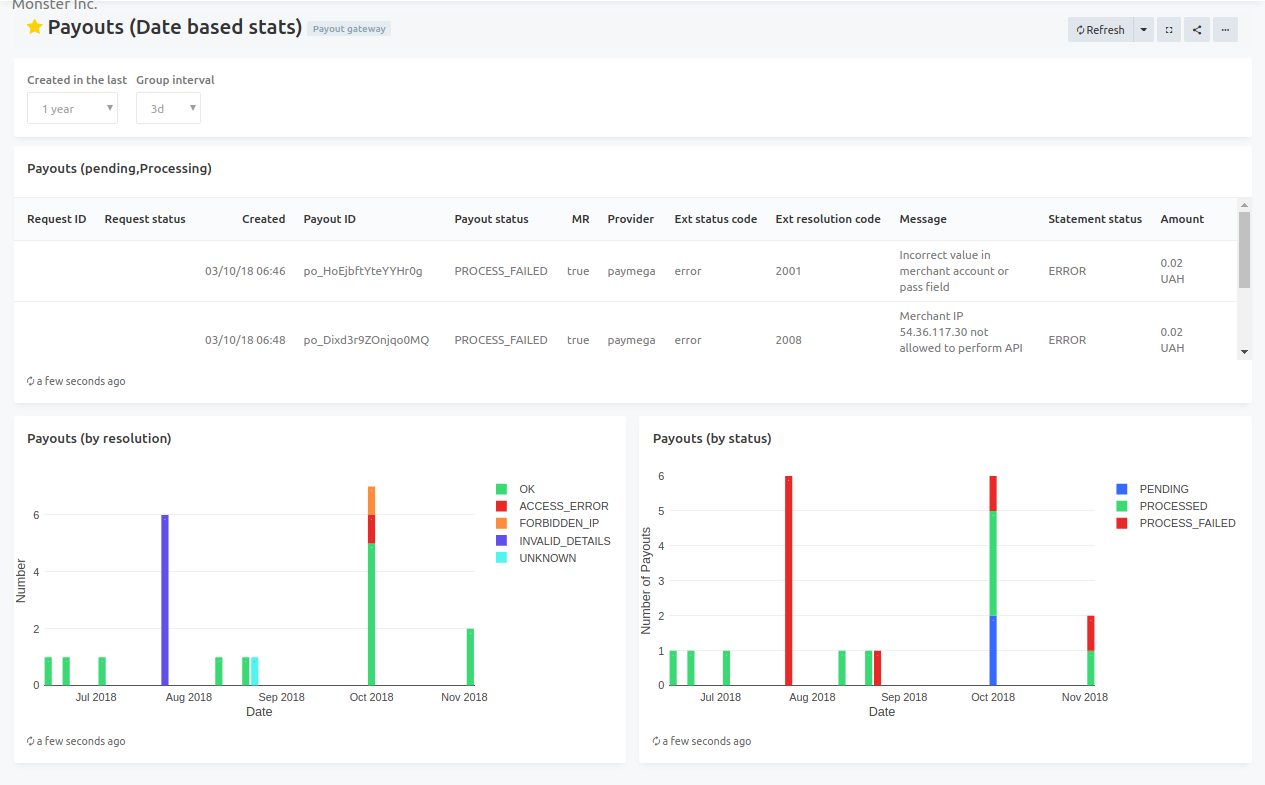 Monster Inc.
Payouts (Date based stats) Payout gateway
Refresh
Created in the last Group interval
1 year 3d
Payouts (pending,Processing)
Request ID Request status Created Payout ID Payout status MR Provider Ext status code Ext resolution code Message Statement status Amount
03/10/18 06:46 po_HoEjbftYteYYHr0g PROCESS_FAILED true paymega error 2001 Incorrect value in merchant account or pass field ERROR 0.02 UAH
03/10/18 06:48 po_Dixd3r9ZOnjqo0MQ PROCESS_FAILED true paymega error 2008 Merchant IP 54.36.117.30 not allowed to perform API ERROR 0.02 UAH
a few seconds ago
Payouts (by resolution)
Number
6
4
2
0
Jul 2018 Aug 2018 Sep 2018 Oct 2018 Nov 2018
Date
OK
ACCESS_ERROR
FORBIDDEN_IP
INVALID_DETAILS
UNKNOWN
a few seconds ago
Payouts (by status)
Number of Payouts
6
5
4
3
2
1
0
Jul 2018 Aug 2018 Sep 2018 Oct 2018 Nov 2018
Date
PENDING
PROCESSED
PROCESS_FAILED
a few seconds ago